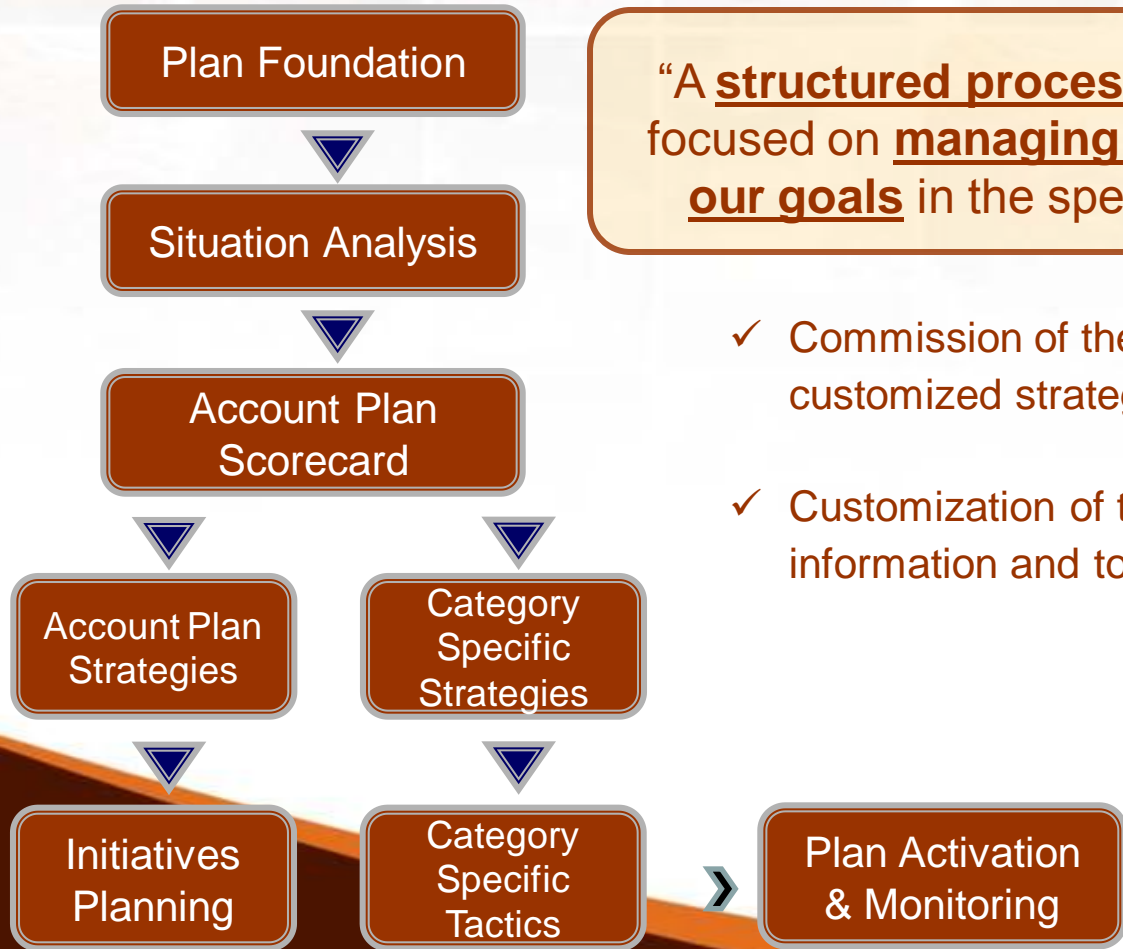 Plan Foundation
“A structured proces
focused on managing
our goals in the spe
Situation Analysis
✓ Commission of the
customized strateg
Account Plan
Scorecard
✓ Customization of t
information and to
Account Plan
Strategies
Category
Specific
Strategies
Initiatives
Planning
Category
Specific
Tactics
Plan Activation
& Monitoring